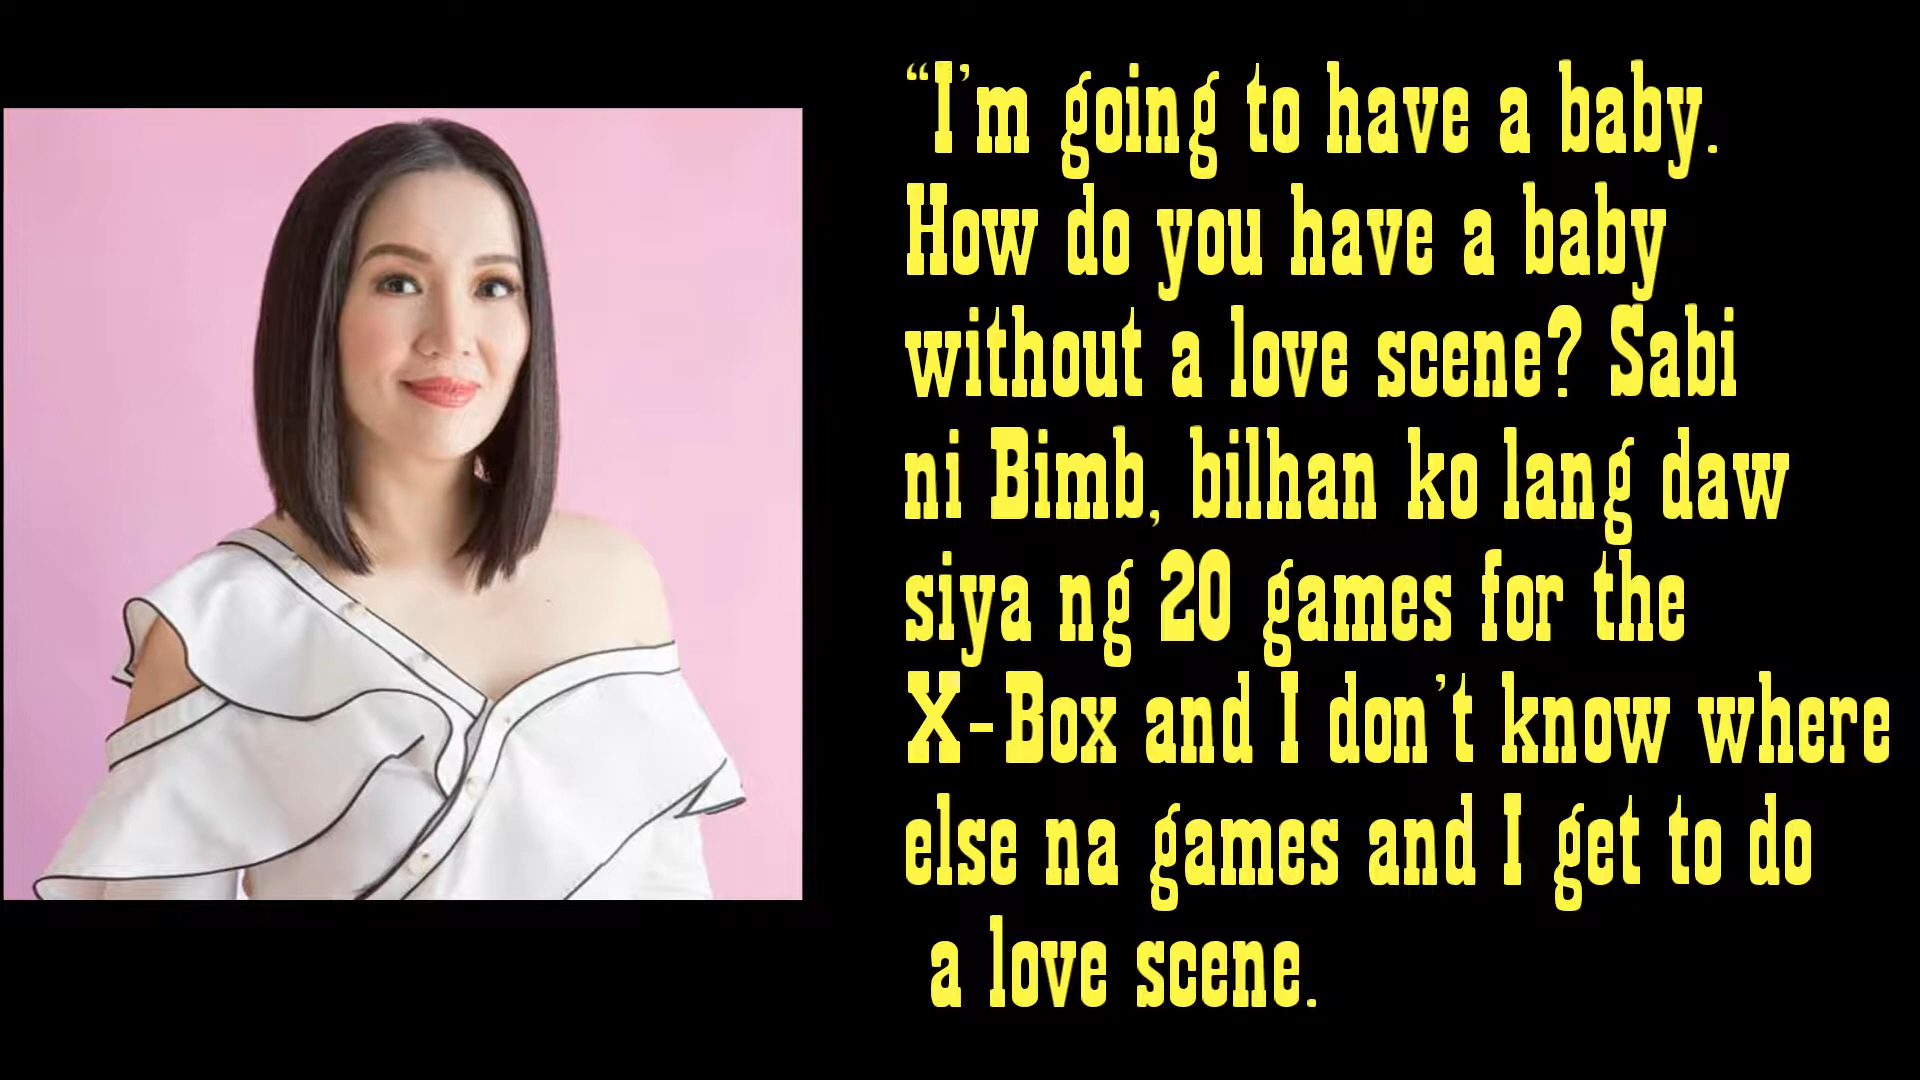 “I’m going to have a baby.
How do you have a baby
without a love scene? Sabi
ni Bimb, bilhan ko lang daw
siya ng 20 games for the
X-Box and I don’t know where
else na games and I get to do
a love scene.